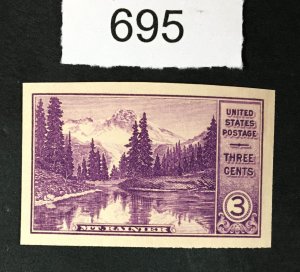 695
UNITED
STATES
POSTAGE
THREE
CENTS
3
MT. RAINIER